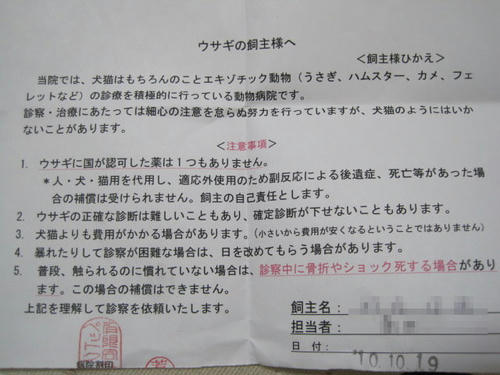 ウサギの飼主様へ
＜飼主様ひかえ＞
当院では、犬猫はもちろんのことエキゾチック動物（うさぎ、ハムスター、カメ、フェ
レットなど）の診療を積極的に行っている動物病院です。
診察・治療にあたっては細心の注意を怠らぬ努力を行っていますが、犬猫のようにはいか
ないことがあります。
＜注意事項＞
1. ウサギに国が認可した薬は１つもありません。
＊人・犬・猫用を代用し、適応外使用のため副反応による後遺症、死亡等があった場
合の補償は受けられません。飼主の自己責任とします。
2. ウサギの正確な診断は難しいこともあり、確定診断が下せないこともあります。
3. 犬猫よりも費用がかかる場合があります。（小さいから費用が安くなるということではありません）
4. 暴れたりして診察が困難な場合は、日を改めてもらう場合があります。
5. 普段、触られるのに慣れていない場合は、診察中に骨折やショック死する場合があり
ます。この場合の補償はできません。
上記を理解して診察を依頼いたします。
飼主名：
担当者：
日 付： '10.10.19